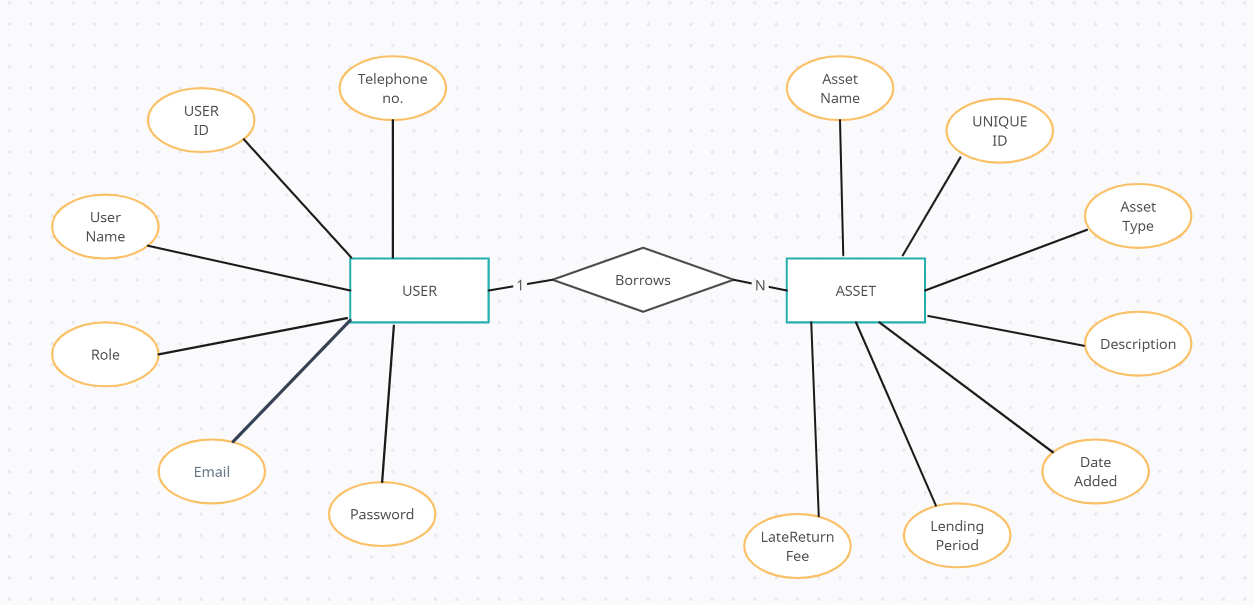 Telephone
no.
Asset
Name
USER
ID
UNIQUE
ID
User
Name
Asset
Type
USER
1
Borrows
N
ASSET
Role
Description
Email
Date
Added
Password
LateReturn
Fee
Lending
Period